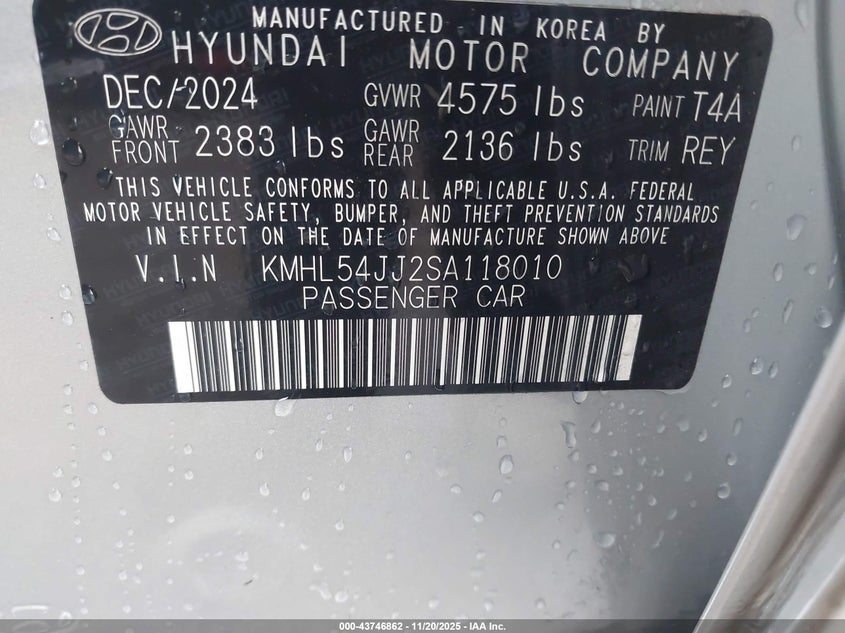 MANUFACTURED IN KOREA BY
HYUNDAI MOTOR COMPANY
DEC/2024 GVWR 4575 lbs PAINT T4A
GAWR FRONT 2383 lbs GAWR REAR 2136 lbs TRIM REY
THIS VEHICLE CONFORMS TO ALL APPLICABLE U.S.A. FEDERAL
MOTOR VEHICLE SAFETY, BUMPER, AND THEFT PREVENTION STANDARDS
IN EFFECT ON THE DATE OF MANUFACTURE SHOWN ABOVE
V.I.N KMHL54JJ2SA118010
PASSENGER CAR
000-43746862 - 11/20/2025 - IAA Inc.